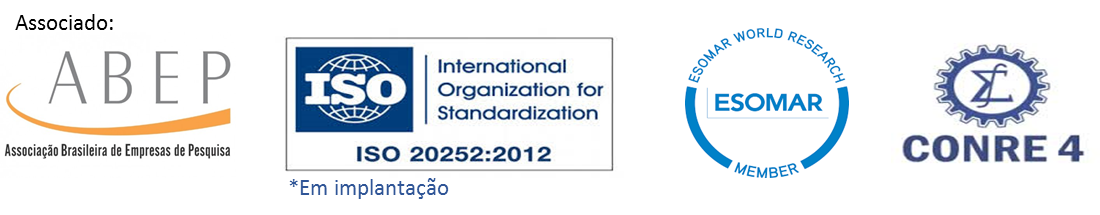 Associado:
ABEP
Associação Brasileira de Empresas de Pesquisa
ISO
International
Organization for
Standardization
ISO 20252:2012
*Em implantação
ESOMAR WORLD RESEARCH
ESOMAR
MEMBER
CONRE 4